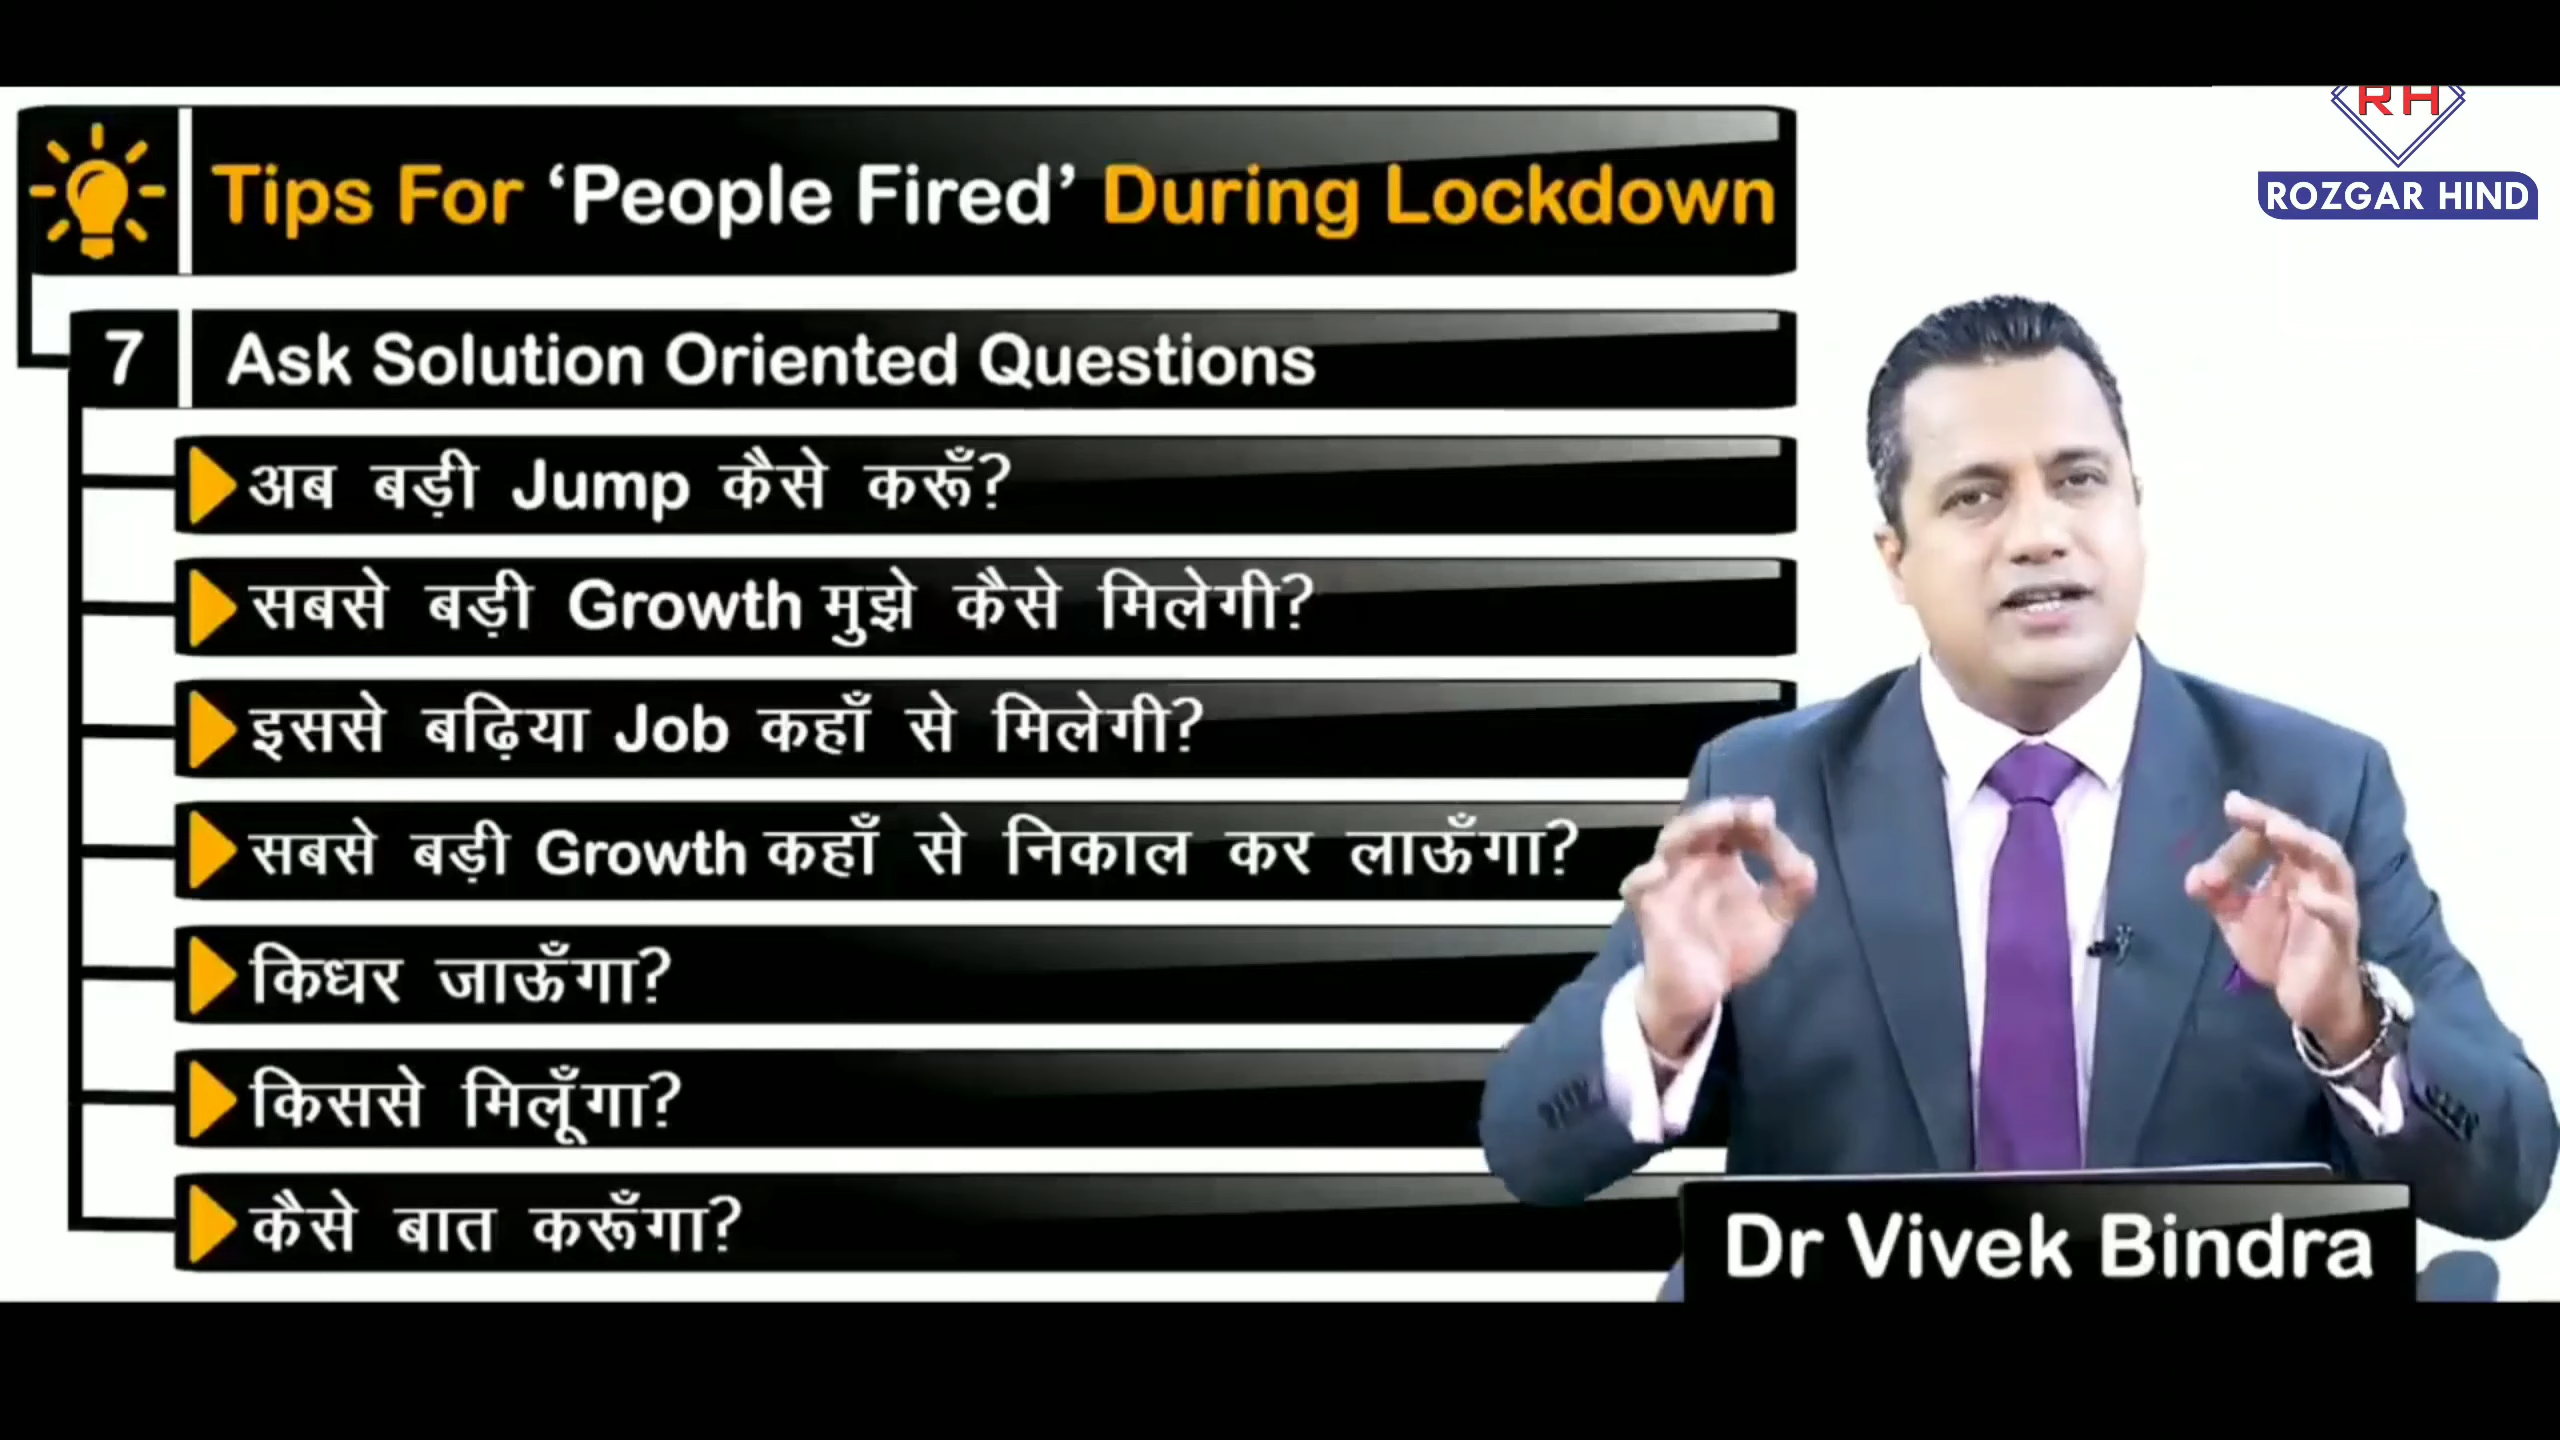 RH
ROZGAR HIND
Tips For ‘People Fired’ During Lockdown
7 Ask Solution Oriented Questions
अब बड़ी Jump कैसे करूँ?
सबसे बड़ी Growth मुझे कैसे मिलेगी?
इससे बढ़िया Job कहाँ से मिलेगी?
सबसे बड़ी Growth कहाँ से निकाल कर लाऊँगा?
किधर जाऊँगा?
किससे मिलूँगा?
कैसे बात करूँगा?
Dr Vivek Bindra